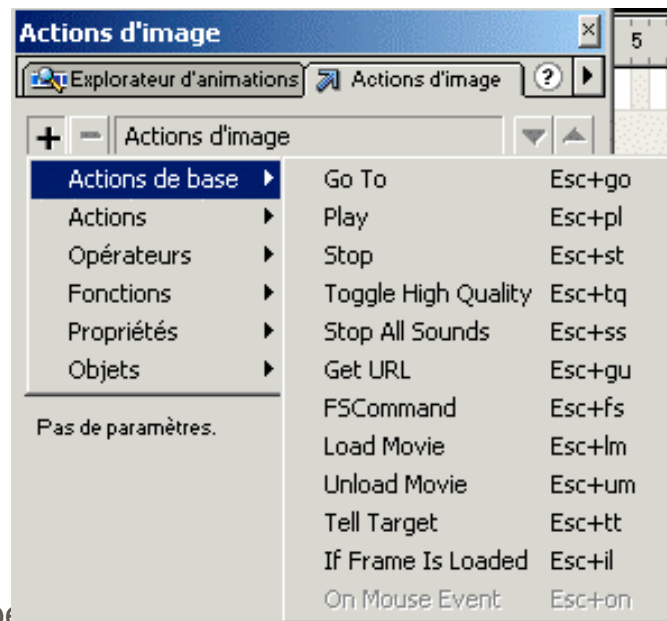 Actions d'image
5
Explorateur d'animations Actions d'image ?
+ − Actions d'image
Actions de base
Actions
Opérateurs
Fonctions
Propriétés
Objets
Pas de paramètres.
Go To Esc+go
Play Esc+pl
Stop Esc+st
Toggle High Quality Esc+tq
Stop All Sounds Esc+ss
Get URL Esc+gu
FSCommand Esc+fs
Load Movie Esc+lm
Unload Movie Esc+um
Tell Target Esc+tt
If Frame Is Loaded Esc+il
On Mouse Event Esc+on